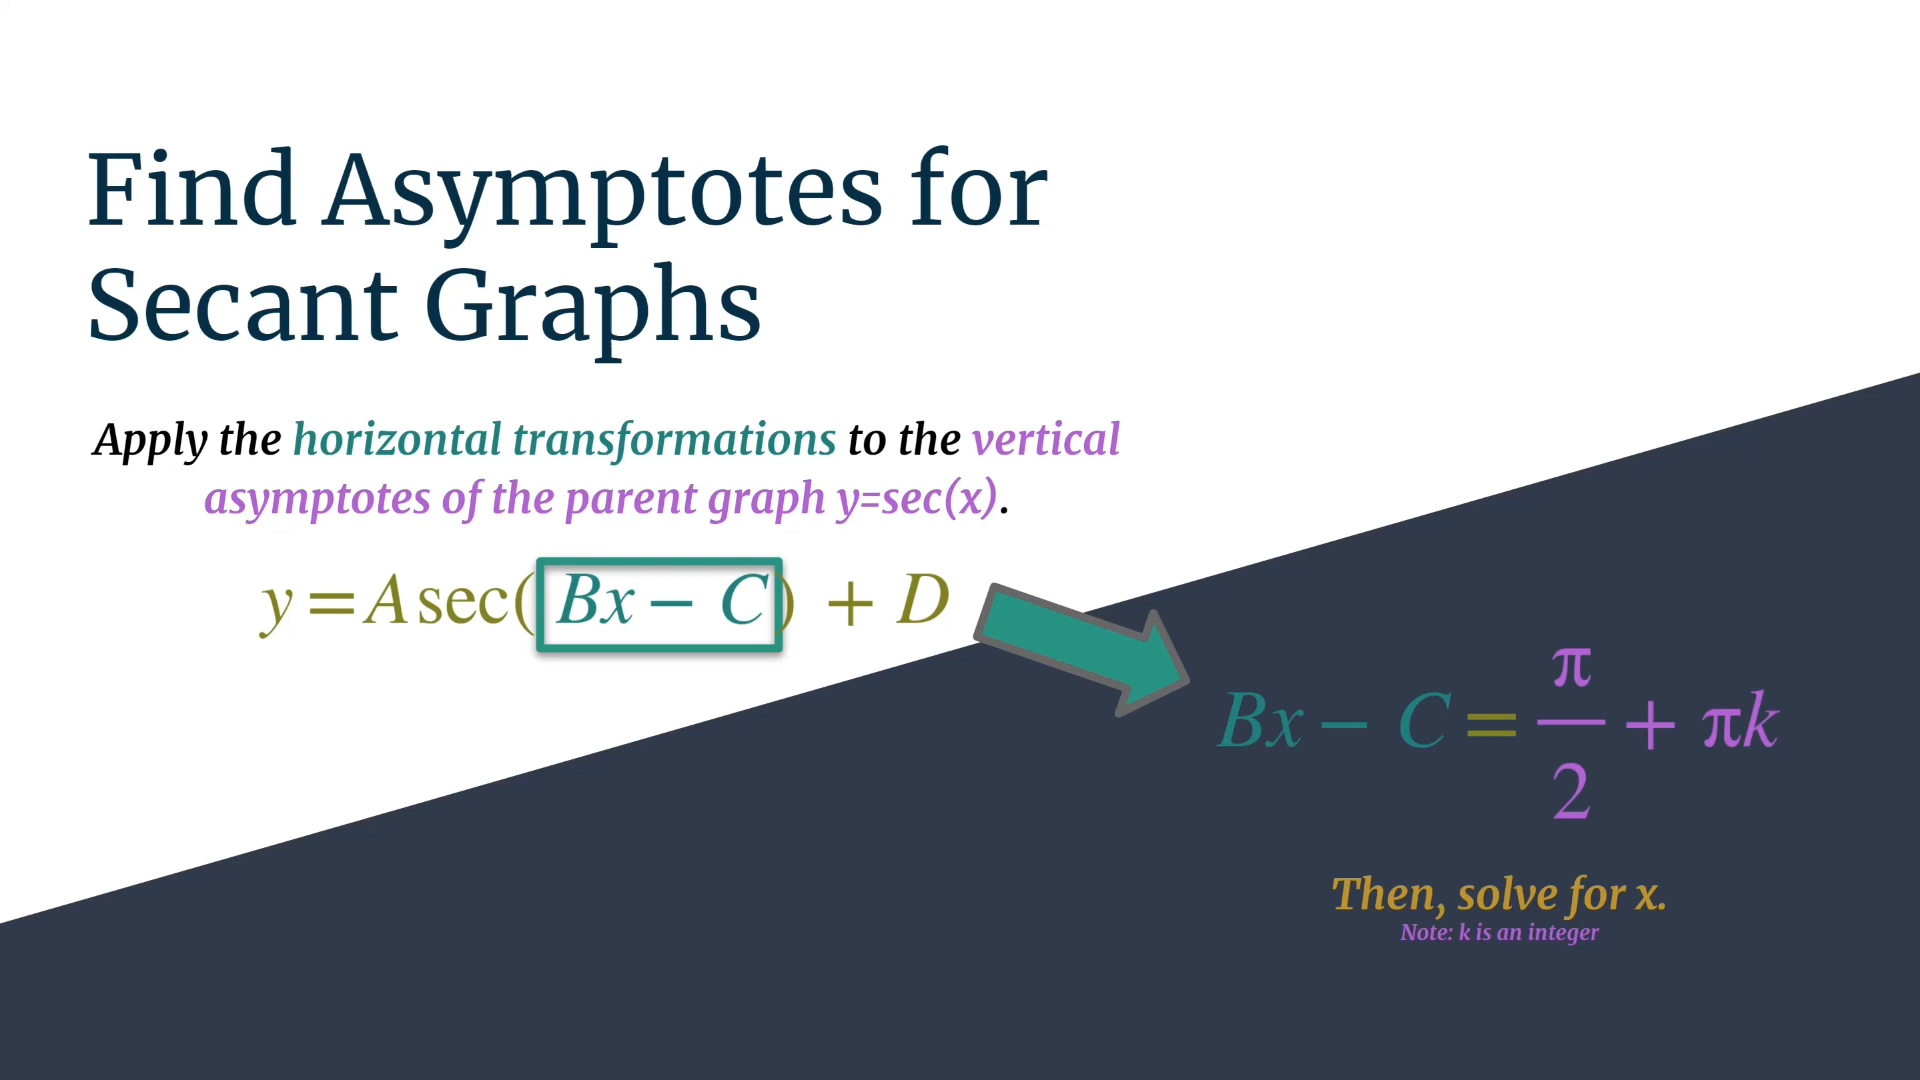 Find Asymptotes for
Secant Graphs
Apply the horizontal transformations to the vertical
asymptotes of the parent graph y=sec(x).
y = A sec( Bx − C) + D
Bx − C = π/2 + πk
Then, solve for x.
Note: k is an integer